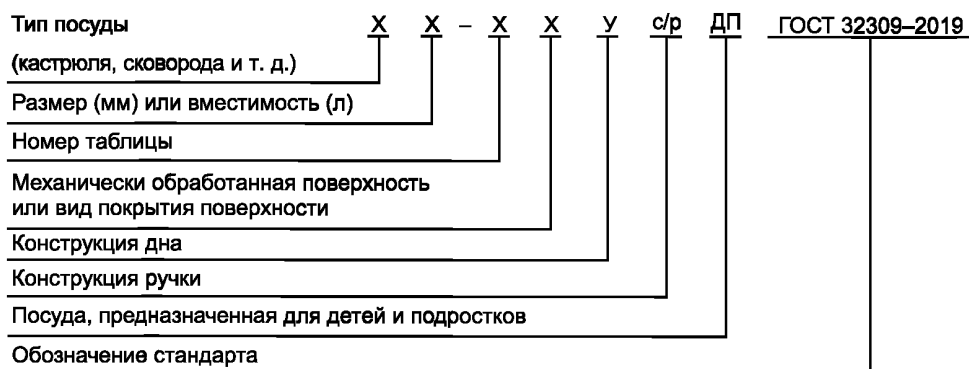 Тип посуды Х Х – Х Х У с/р ДП ГОСТ 32309–2019
(кастрюля, сковорода и т. д.)
Размер (мм) или вместимость (л)
Номер таблицы
Механически обработанная поверхность
или вид покрытия поверхности
Конструкция дна
Конструкция ручки
Посуда, предназначенная для детей и подростков
Обозначение стандарта